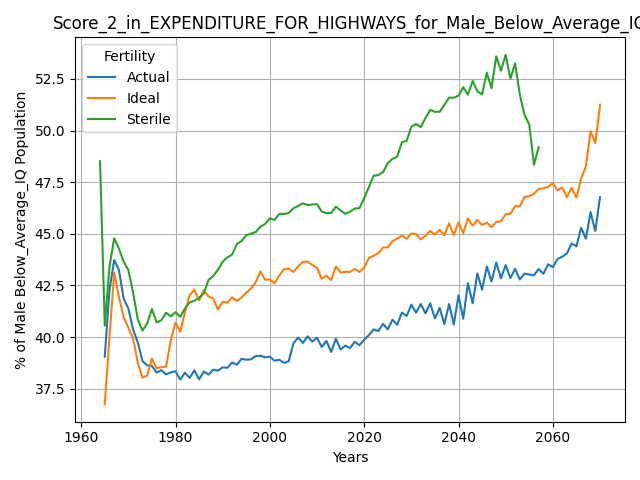 Score_2_in_EXPENDITURE_FOR_HIGHWAYS_for_Male_Below_Average_IQ
Fertility
Actual
Ideal
Sterile
52.5
50.0
47.5
45.0
42.5
40.0
37.5
% of Male Below_Average_IQ Population
1960 1980 2000 2020 2040 2060
Years